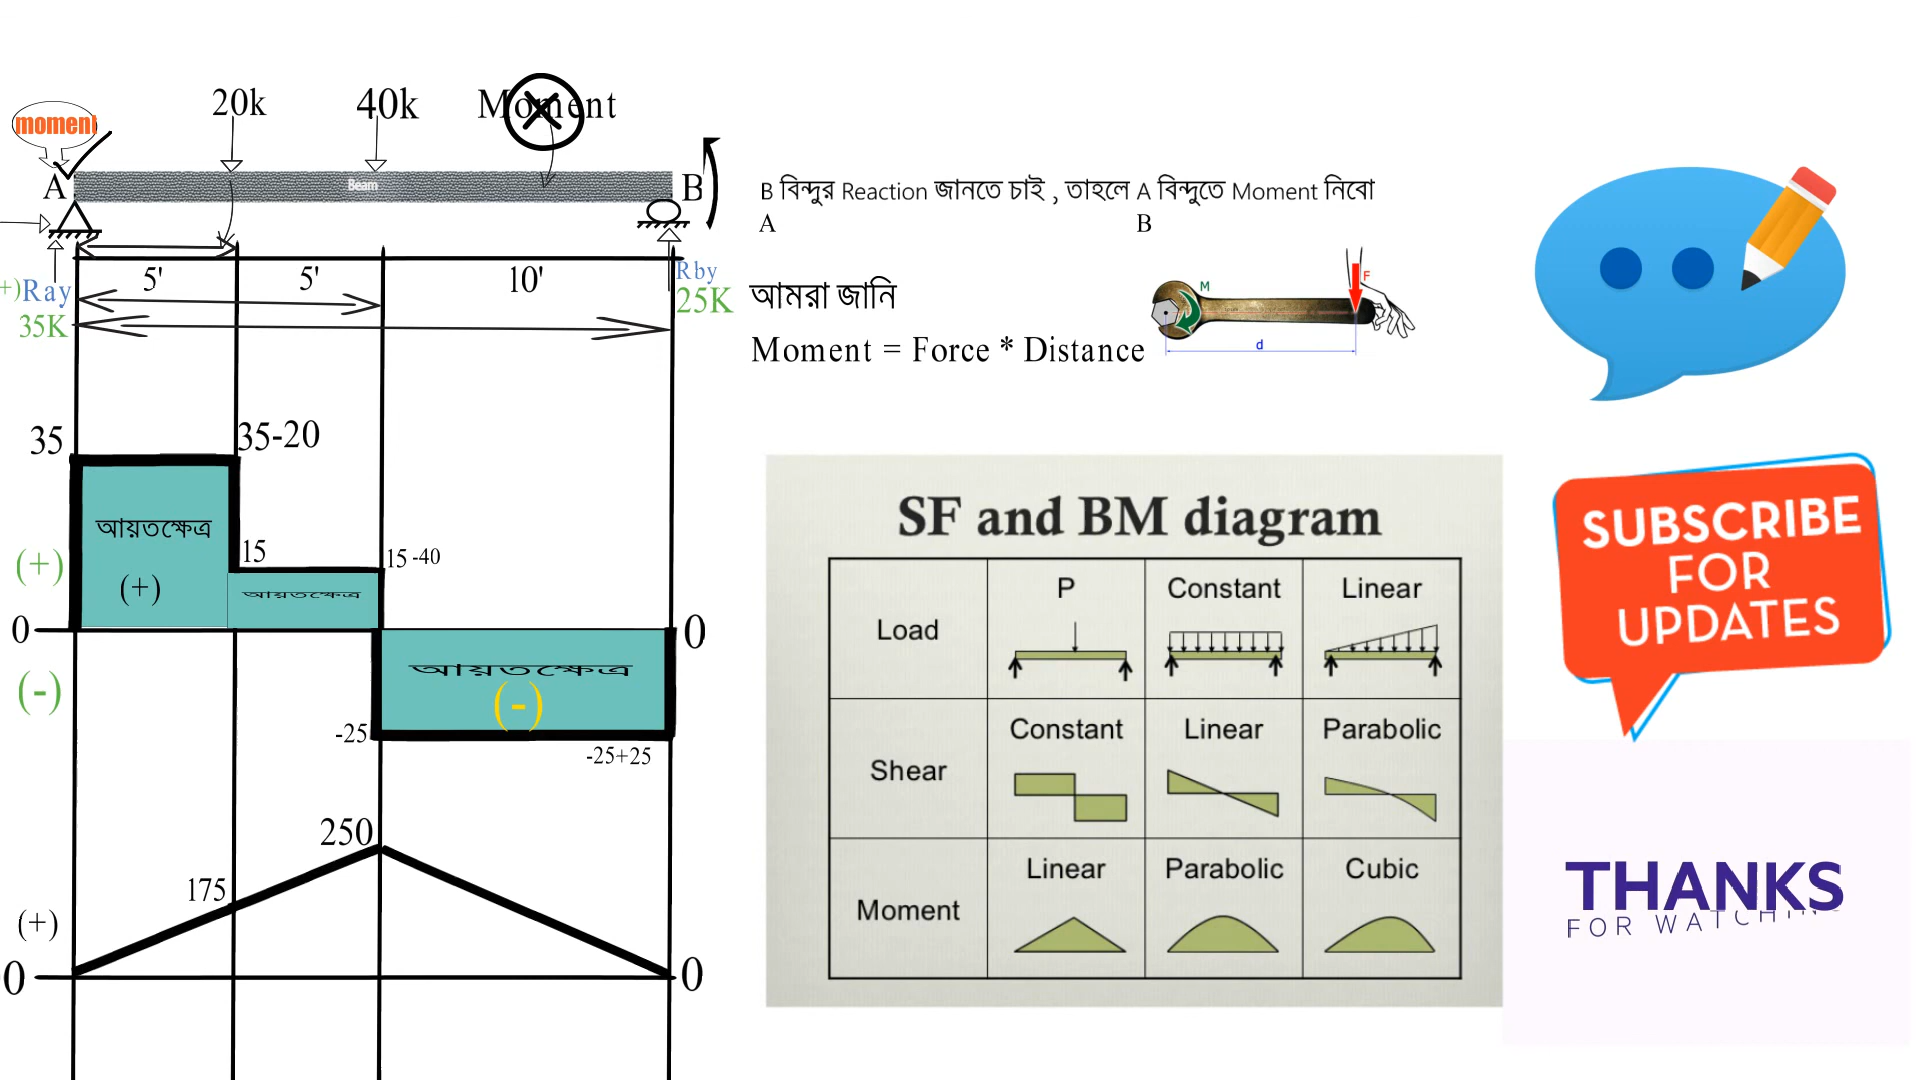 moment
20k
40k
Moment
A
Beam
B
5'
5'
10'
+)Ray
35K
Rby
25K
B বিন্দুর Reaction জানতে চাই , তাহলে A বিন্দুতে Moment নিবো
A
B
আমরা জানি
Moment = Force * Distance
M
F
d
35
35-20
আয়তক্ষেত্র
(+)
(+)
15
15 -40
আয়তক্ষেত্র
0
0
(-)
আয়তক্ষেত্র
(-)
-25
-25+25
250
175
(+)
0
0
SF and BM diagram
Load
P
Constant
Linear
Shear
Constant
Linear
Parabolic
Moment
Linear
Parabolic
Cubic
SUBSCRIBE
FOR
UPDATES
THANKS
FOR WATCHING